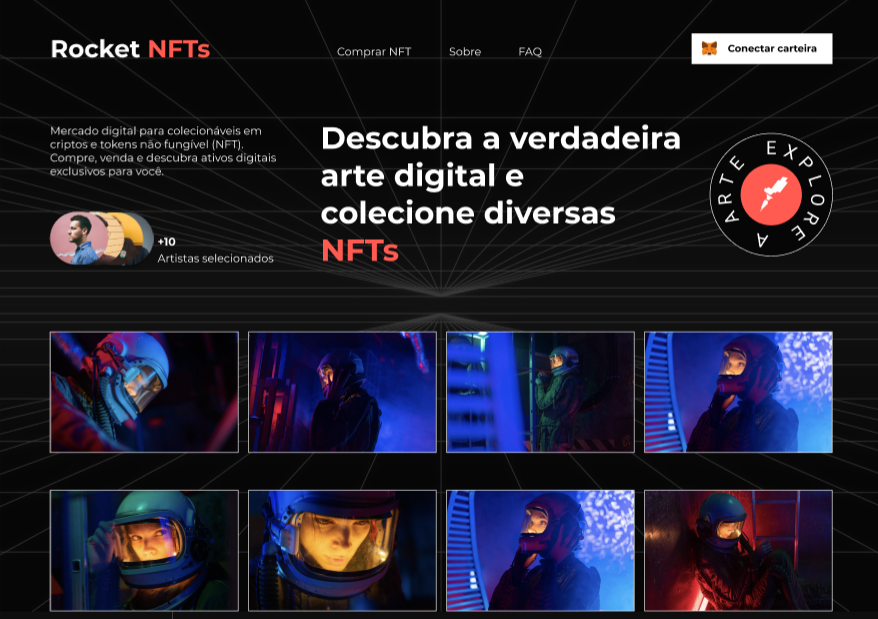 Rocket NFTs
Comprar NFT
Sobre
FAQ
Conectar carteira
Mercado digital para colecionáveis em
criptos e tokens não fungível (NFT).
Compre, venda e descubra ativos digitais
exclusivos para você.
+10
Artistas selecionados
Descubra a verdadeira
arte digital e
colecione diversas
NFTs
EXPLORE A ARTE